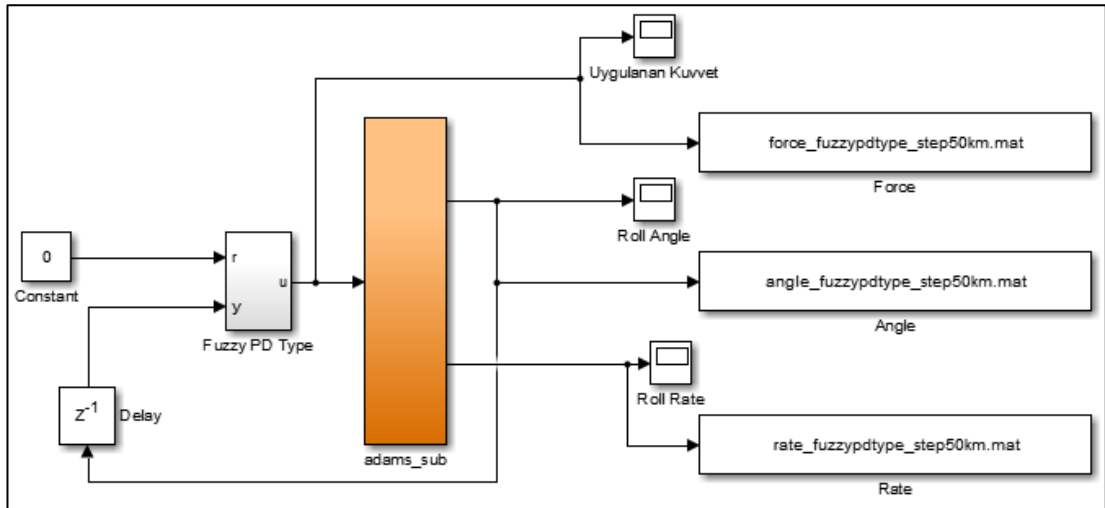 Uygulanan Kuvvet
force_fuzzypdtype_step50km.mat
Force
Roll Angle
0
Constant
r
y
u
Fuzzy PD Type
angle_fuzzypdtype_step50km.mat
Angle
Roll Rate
Z-1
Delay
adams_sub
rate_fuzzypdtype_step50km.mat
Rate